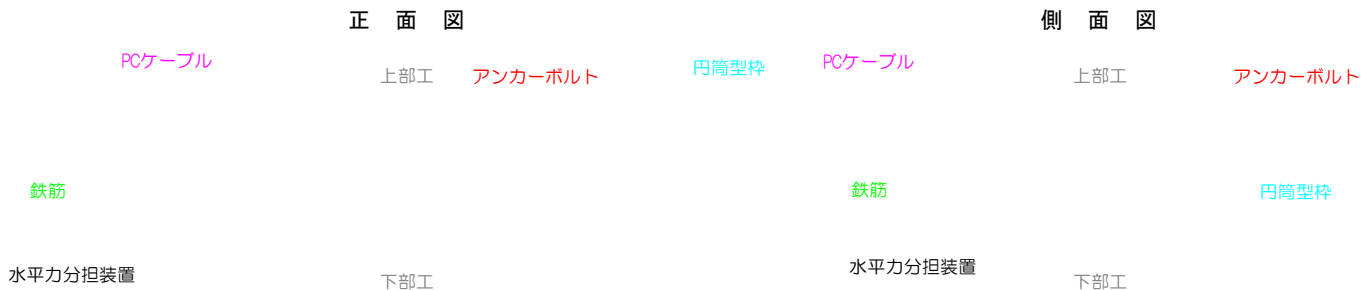 正面図
PCケーブル
上部工
アンカーボルト
円筒型枠
鉄筋
水平力分担装置
下部工
側面図
PCケーブル
上部工
アンカーボルト
鉄筋
円筒型枠
水平力分担装置
下部工